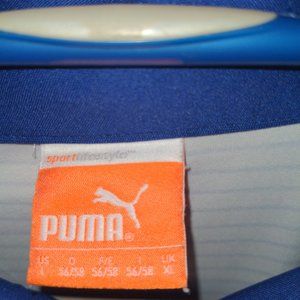 sportlifestyle
PUMA®
US D F/E I UK
L 56/58 56/58 56/58 XL